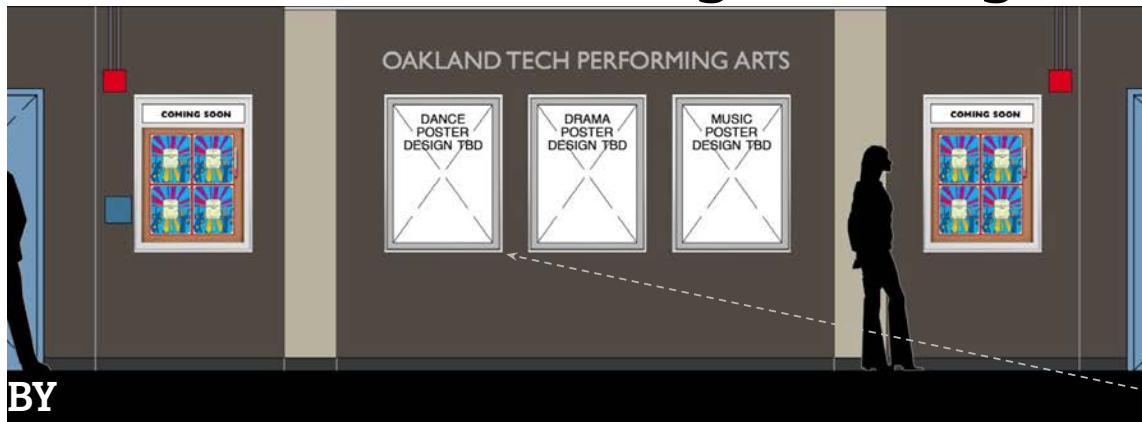 OAKLAND TECH PERFORMING ARTS
COMING SOON
DANCE
POSTER
DESIGN TBD
DRAMA
POSTER
DESIGN TBD
MUSIC
POSTER
DESIGN TBD
COMING SOON
BY